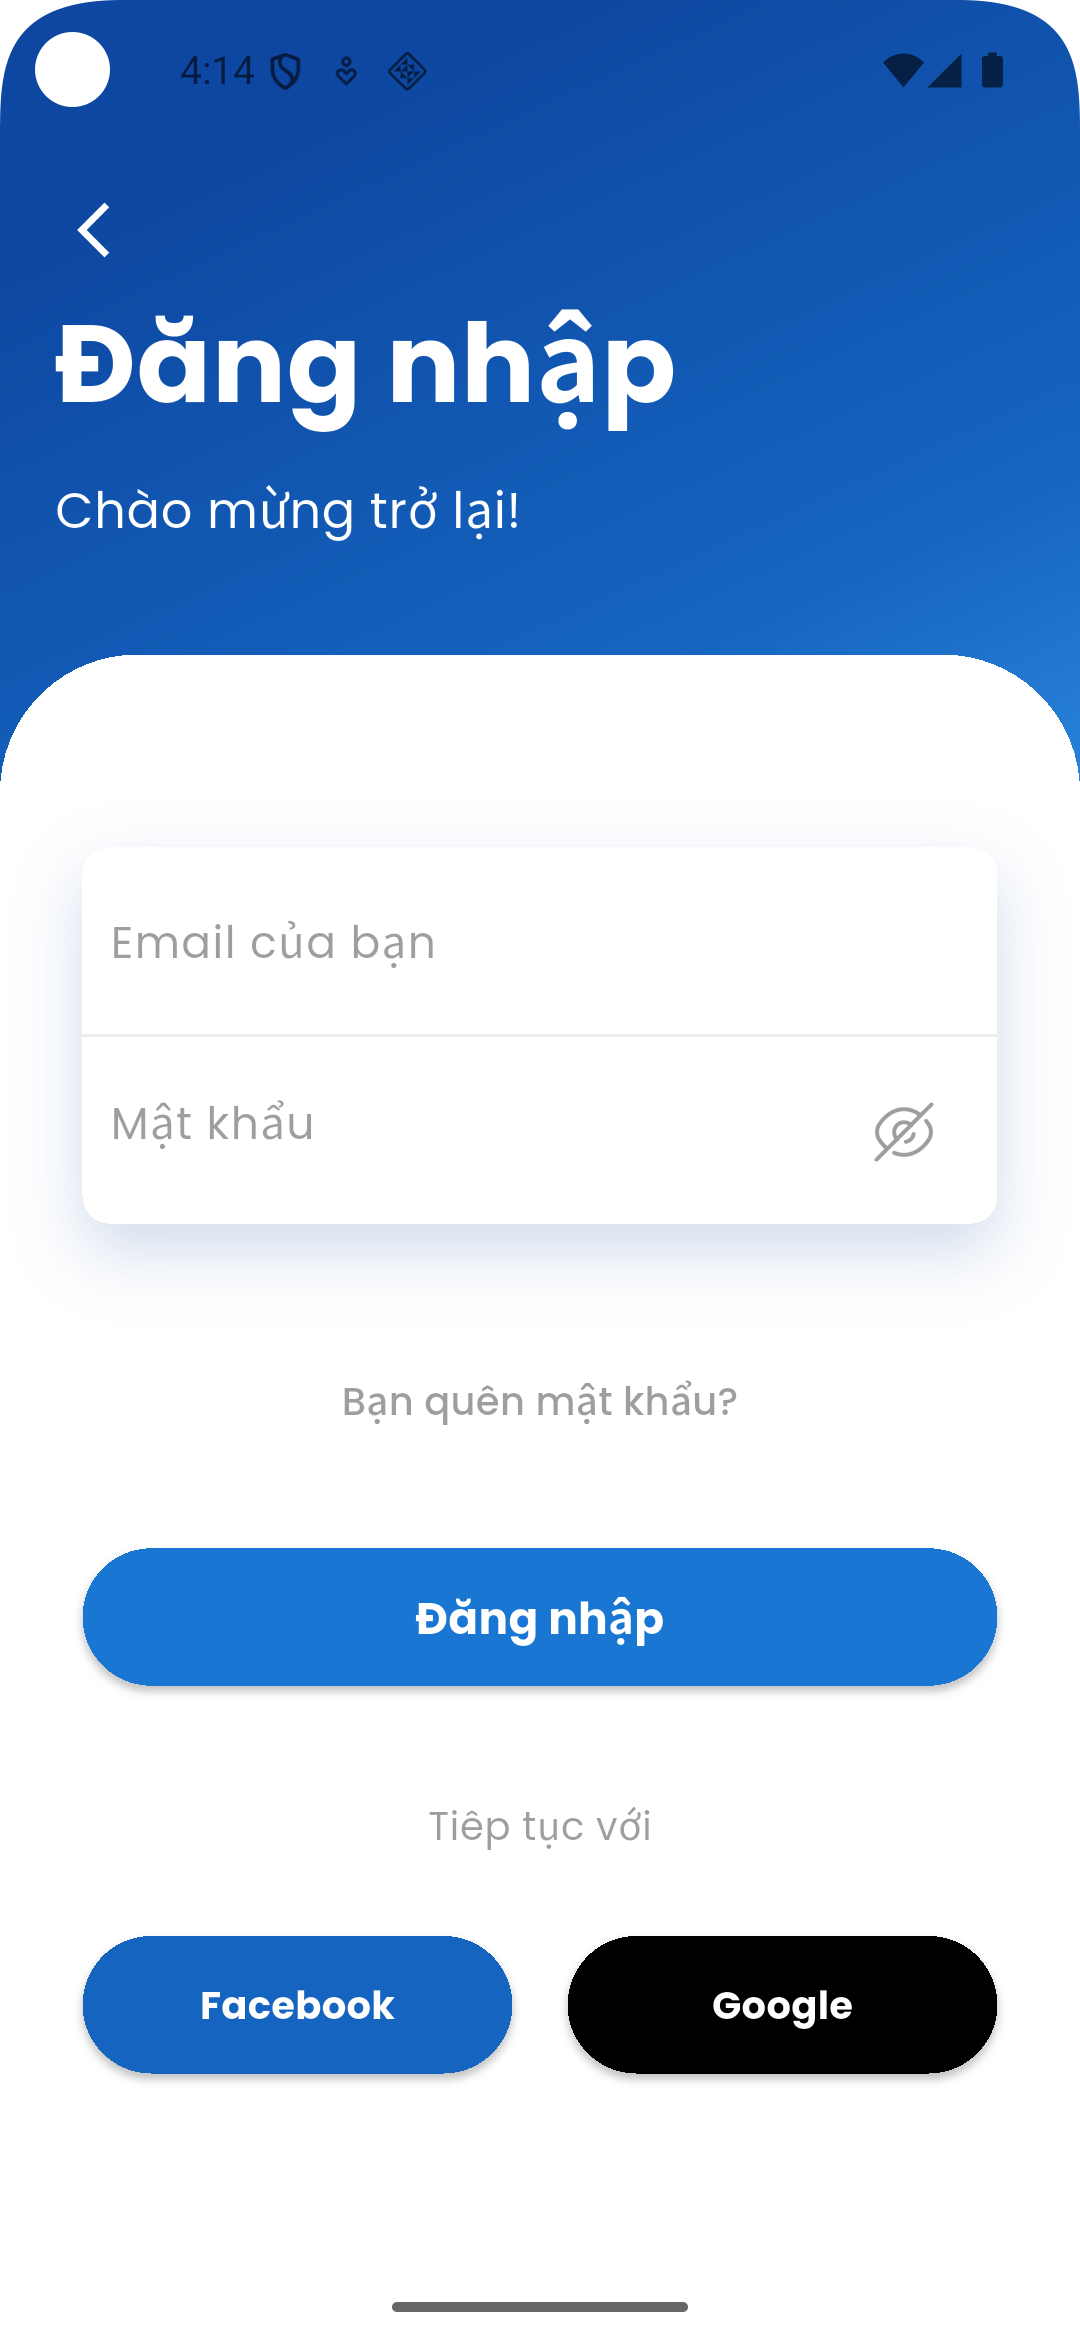 4:14
Đăng nhập
Chào mừng trở lại!
Email của bạn
Mật khẩu
Bạn quên mật khẩu?
Đăng nhập
Tiêp tục với
Facebook
Google